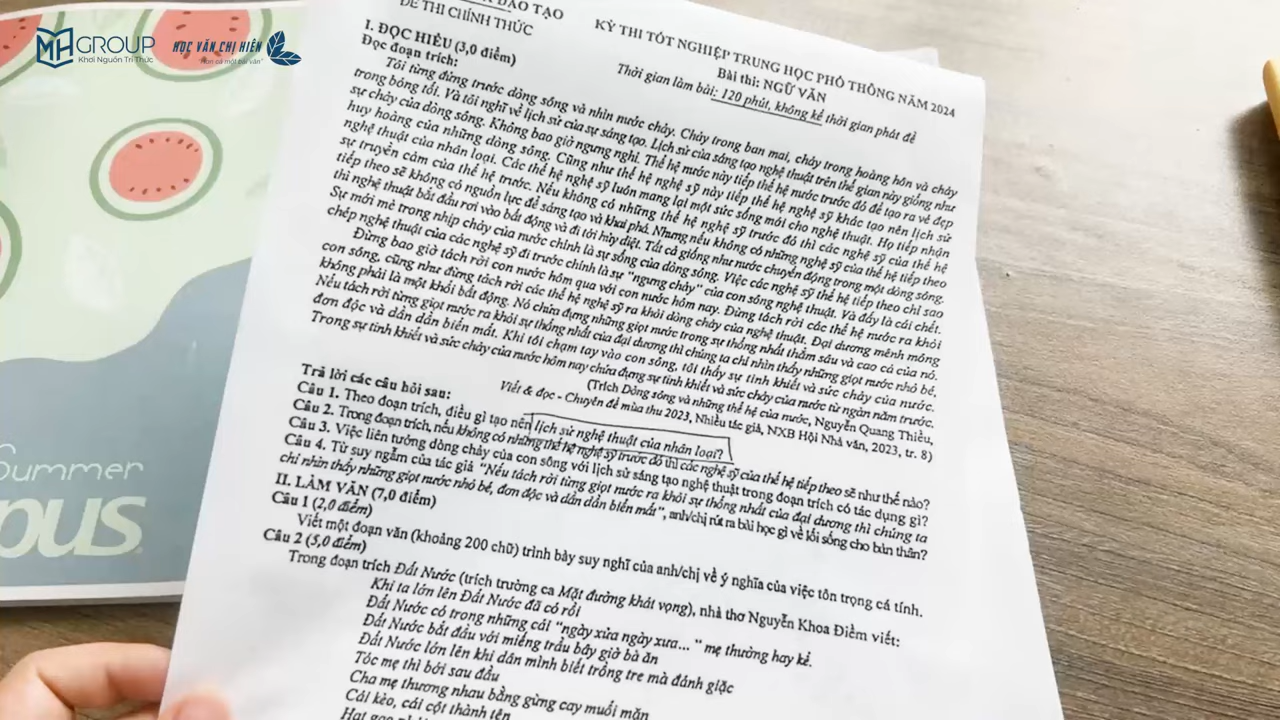 MH GROUP
Khơi Nguồn Tri Thức
HỌC VĂN CHỊ HIÊN
"Hơn cả một bài văn"
ĐÀO TẠO
ĐỀ THI CHÍNH THỨC
KỲ THI TỐT NGHIỆP TRUNG HỌC PHỔ THÔNG NĂM 2024
Bài thi: NGỮ VĂN
Thời gian làm bài: 120 phút, không kể thời gian phát đề
I. ĐỌC HIỂU (3,0 điểm)
Đọc đoạn trích:
Tôi từng đứng trước dòng sông và nhìn nước chảy. Chảy trong ban mai, chảy trong hoàng hôn và chảy
trong bóng tối. Và tôi nghĩ về lịch sử của sự sáng tạo. Lịch sử của sáng tạo nghệ thuật trên thế gian này giống như
sự chảy của dòng sông. Không bao giờ ngưng nghỉ. Thế hệ nước này tiếp thế hệ nước trước đó để tạo ra vẻ đẹp
huy hoàng của những dòng sông. Cũng như thế hệ nghệ sỹ này tiếp thế hệ nghệ sỹ khác tạo nên lịch sử
nghệ thuật của nhân loại. Các thế hệ nghệ sỹ luôn mang lại một sức sống mới cho nghệ thuật. Họ tiếp nhận
sự truyền cảm của thế hệ trước. Nếu không có những thế hệ nghệ sỹ trước đó thì các nghệ sỹ của thế hệ
tiếp theo sẽ không có nguồn lực để sáng tạo và khai phá. Nhưng nếu không có những nghệ sỹ của thế hệ tiếp theo
thì nghệ thuật bắt đầu rơi vào bất động và đi tới hủy diệt. Tất cả giống như nước chuyển động trong một dòng sông.
Sự mới mẻ trong nhịp chảy của nước chính là sự sống của dòng sông. Việc các nghệ sỹ thế hệ tiếp theo chỉ sao
chép nghệ thuật của các nghệ sỹ đi trước chính là sự "ngưng chảy" của con sông nghệ thuật. Và đấy là cái chết.
Đừng bao giờ tách rời con nước hôm qua với con nước hôm nay. Đừng tách rời các thế hệ nước ra khỏi
con sông, cũng như đừng tách rời các thế hệ nghệ sỹ ra khỏi dòng chảy của nghệ thuật. Đại dương mênh mông
không phải là một khối bất động. Nó chứa đựng những giọt nước trong sự thống nhất thẳm sâu và cao cả của nó.
Nếu tách rời từng giọt nước ra khỏi sự thống nhất của đại dương thì chúng ta chỉ nhìn thấy những giọt nước nhỏ bé,
đơn độc và dần dần biến mất. Khi tôi chạm tay vào con sông, tôi thấy sự tinh khiết và sức chảy của nước.
Trong sự tinh khiết và sức chảy của nước hôm nay chứa đựng sự tinh khiết và sức chảy của nước từ ngàn năm trước.
(Trích Dòng sông và những thế hệ của nước, Nguyễn Quang Thiều,
Viết & đọc - Chuyên đề mùa thu 2023, Nhiều tác giả, NXB Hội Nhà văn, 2023, tr. 8)
Trả lời các câu hỏi sau:
Câu 1. Theo đoạn trích, điều gì tạo nên lịch sử nghệ thuật của nhân loại?
Câu 2. Trong đoạn trích, nếu không có những thế hệ nghệ sỹ trước đó thì các nghệ sỹ của thế hệ tiếp theo sẽ như thế nào?
Câu 3. Việc liên tưởng dòng chảy của con sông với lịch sử sáng tạo nghệ thuật trong đoạn trích có tác dụng gì?
Câu 4. Từ suy ngẫm của tác giả "Nếu tách rời từng giọt nước ra khỏi sự thống nhất của đại dương thì chúng ta
chỉ nhìn thấy những giọt nước nhỏ bé, đơn độc và dần dần biến mất", anh/chị rút ra bài học gì về lối sống cho bản thân?
II. LÀM VĂN (7,0 điểm)
Câu 1 (2,0 điểm)
Viết một đoạn văn (khoảng 200 chữ) trình bày suy nghĩ của anh/chị về ý nghĩa của việc tôn trọng cá tính.
Câu 2 (5,0 điểm)
Trong đoạn trích Đất Nước (trích trường ca Mặt đường khát vọng), nhà thơ Nguyễn Khoa Điềm viết:
Khi ta lớn lên Đất Nước đã có rồi
Đất Nước có trong những cái "ngày xửa ngày xưa..." mẹ thường hay kể.
Đất Nước bắt đầu với miếng trầu bây giờ bà ăn
Đất Nước lớn lên khi dân mình biết trồng tre mà đánh giặc
Tóc mẹ thì bới sau đầu
Cha mẹ thương nhau bằng gừng cay muối mặn
Cái kèo, cái cột thành tên
Summer
pus